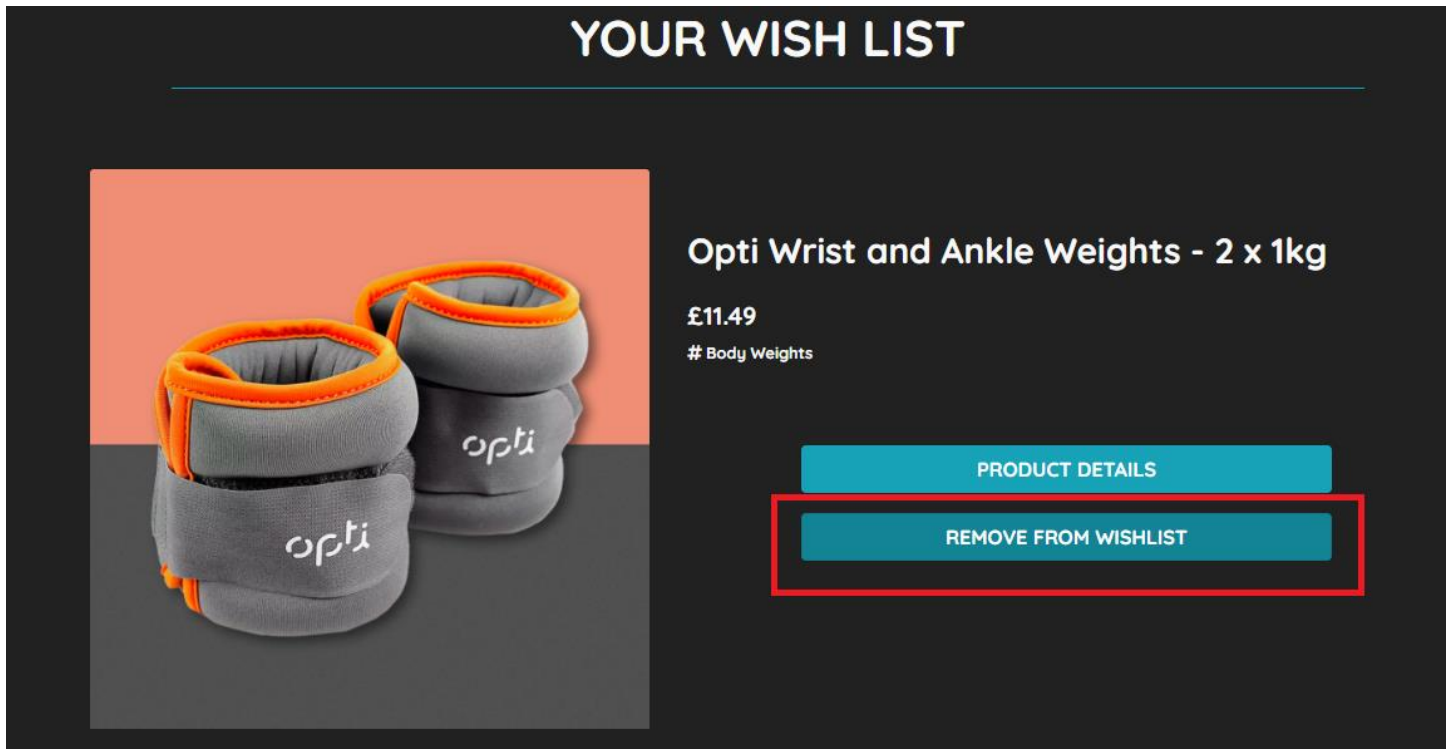 YOUR WISH LIST
Opti Wrist and Ankle Weights - 2 x 1kg
£11.49
# Body Weights
opti
opti
PRODUCT DETAILS
REMOVE FROM WISHLIST